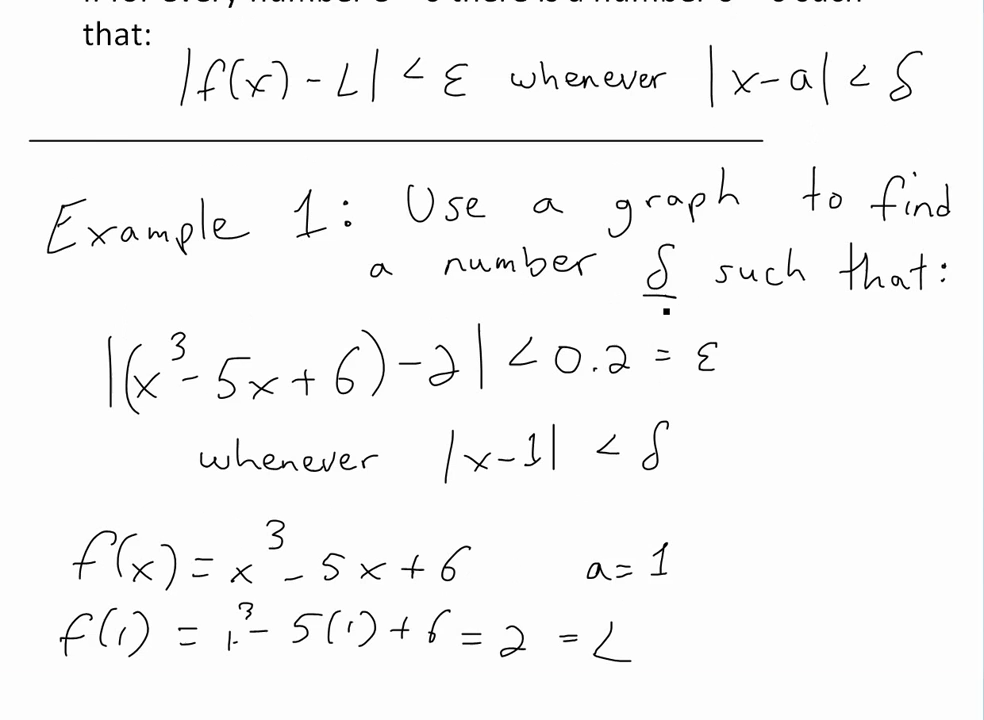 that:
|f(x) - L| < ε whenever |x-a| < δ
Example 1: Use a graph to find
a number δ such that:
|(x³ - 5x + 6) - 2| < 0.2 = ε
whenever |x-1| < δ
f(x) = x³ - 5x + 6 a = 1
f(1) = 1³ - 5(1) + 6 = 2 = L